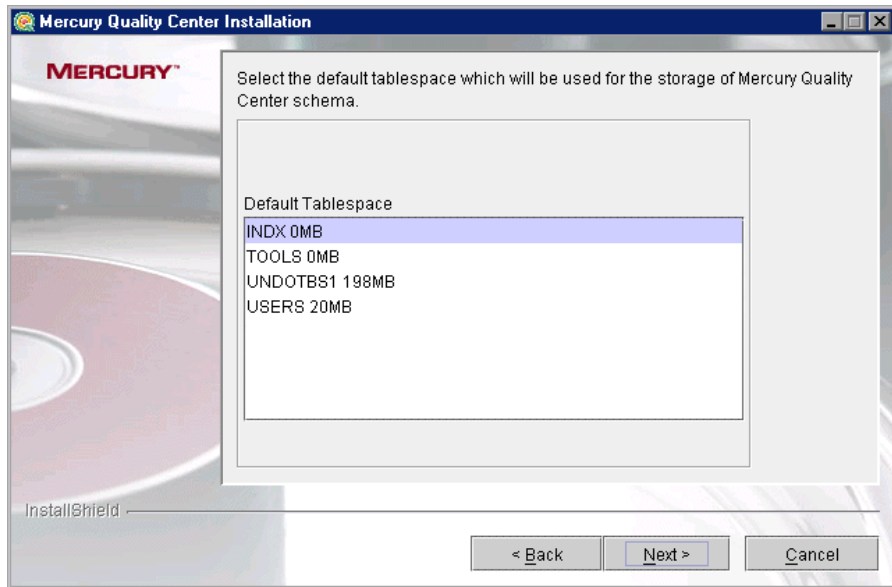 Mercury Quality Center Installation
MERCURY™
Select the default tablespace which will be used for the storage of Mercury Quality
Center schema.
Default Tablespace
INDX 0MB
TOOLS 0MB
UNDOTBS1 198MB
USERS 20MB
InstallShield
< Back
Next >
Cancel